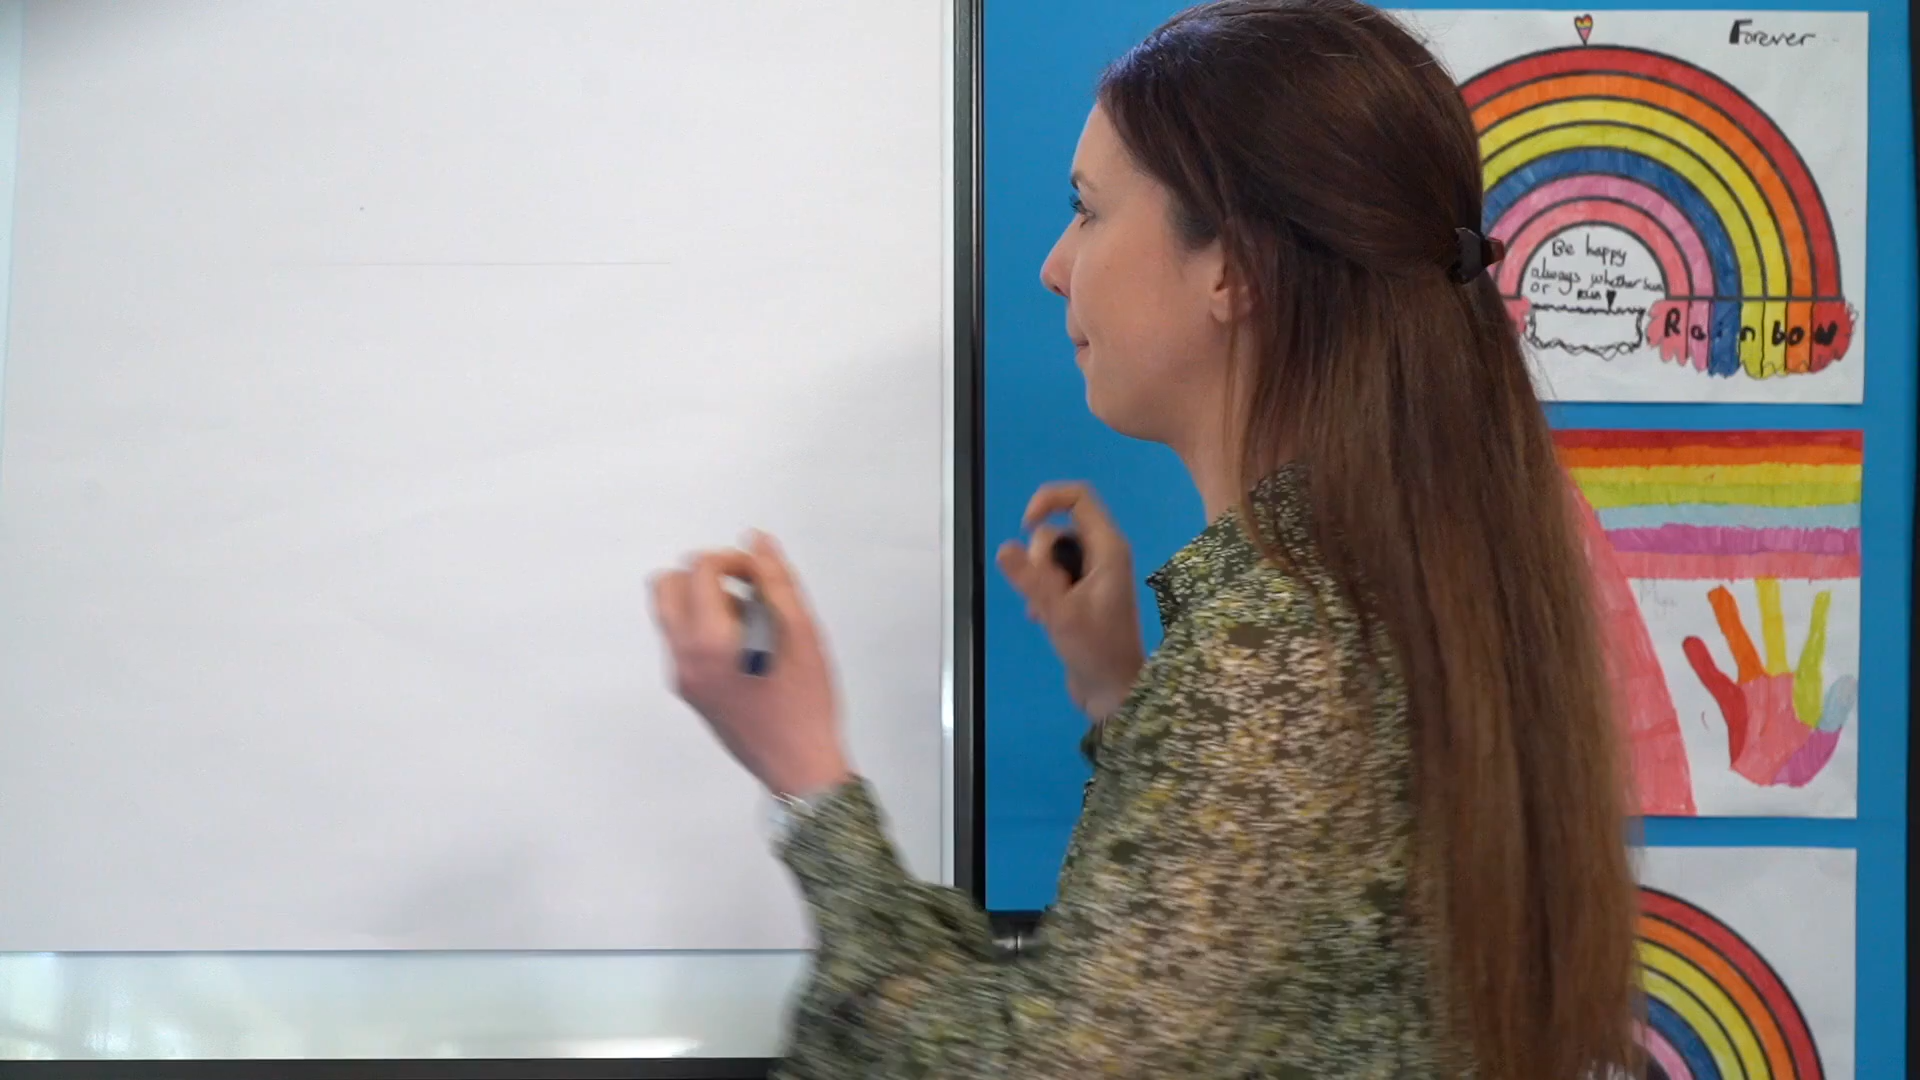 Forever
Be happy
always whether sun
or rain
Rainbow